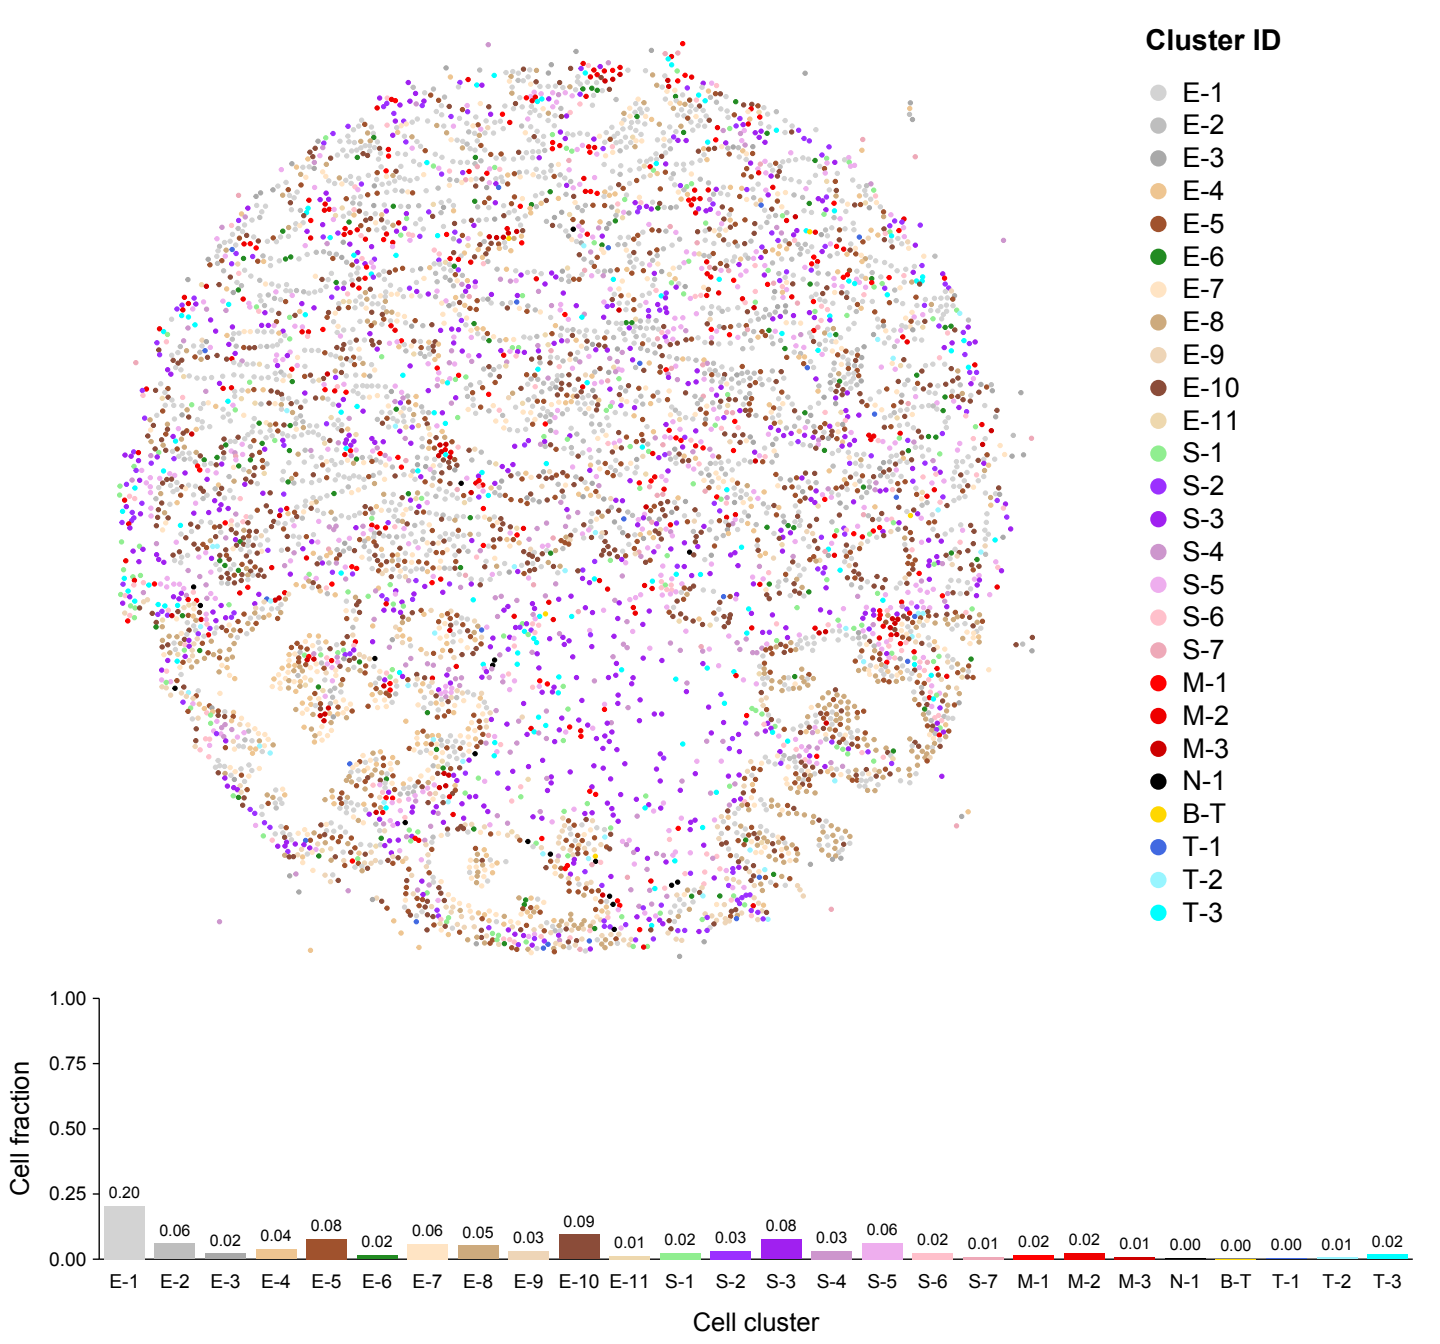 Cluster ID
E-1
E-2
E-3
E-4
E-5
E-6
E-7
E-8
E-9
E-10
E-11
S-1
S-2
S-3
S-4
S-5
S-6
S-7
M-1
M-2
M-3
N-1
B-T
T-1
T-2
T-3
Cell fraction
1.00
0.75
0.50
0.25
0.00
0.20 0.06 0.02 0.04 0.08 0.02 0.06 0.05 0.03 0.09 0.01 0.02 0.03 0.08 0.03 0.06 0.02 0.01 0.02 0.02 0.01 0.00 0.00 0.00 0.01 0.02
E-1 E-2 E-3 E-4 E-5 E-6 E-7 E-8 E-9 E-10 E-11 S-1 S-2 S-3 S-4 S-5 S-6 S-7 M-1 M-2 M-3 N-1 B-T T-1 T-2 T-3
Cell cluster